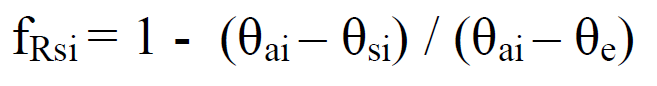 fRsi = 1 - (θai – θsi) / (θai – θe)